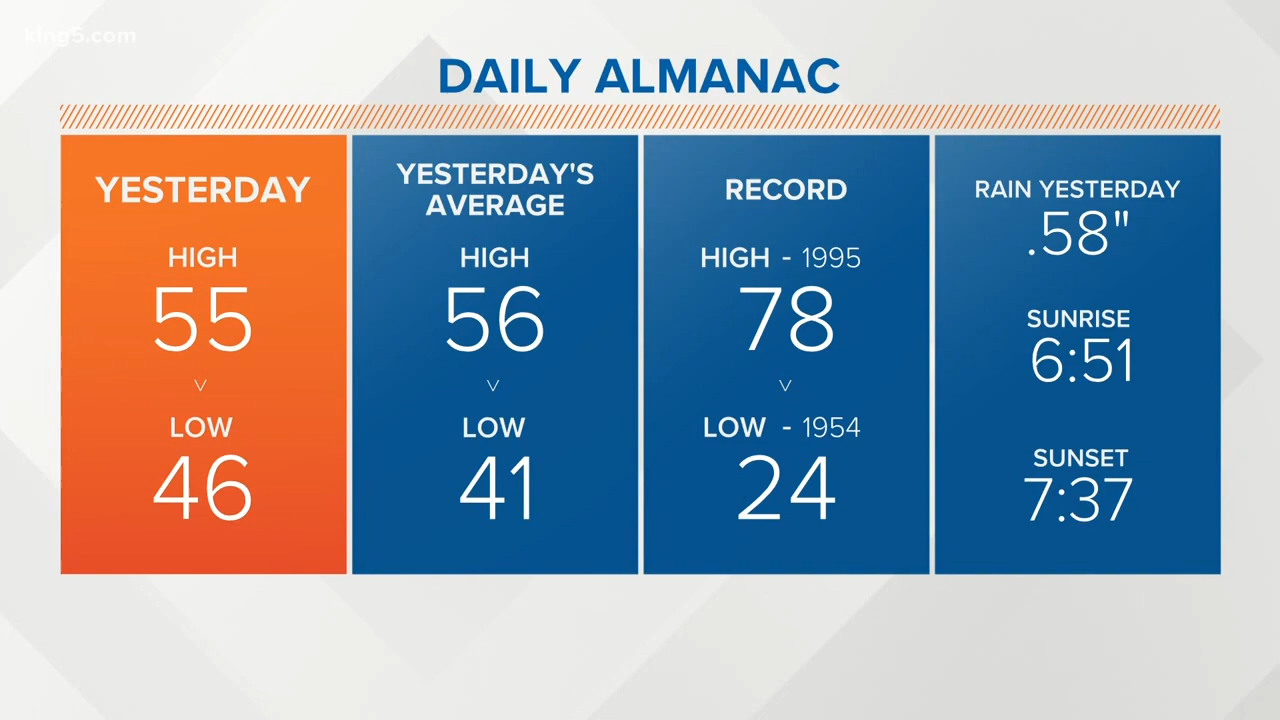 king5.com
DAILY ALMANAC
YESTERDAY
HIGH
55
LOW
46
YESTERDAY'S
AVERAGE
HIGH
56
LOW
41
RECORD
HIGH - 1995
78
LOW - 1954
24
RAIN YESTERDAY
.58"
SUNRISE
6:51
SUNSET
7:37